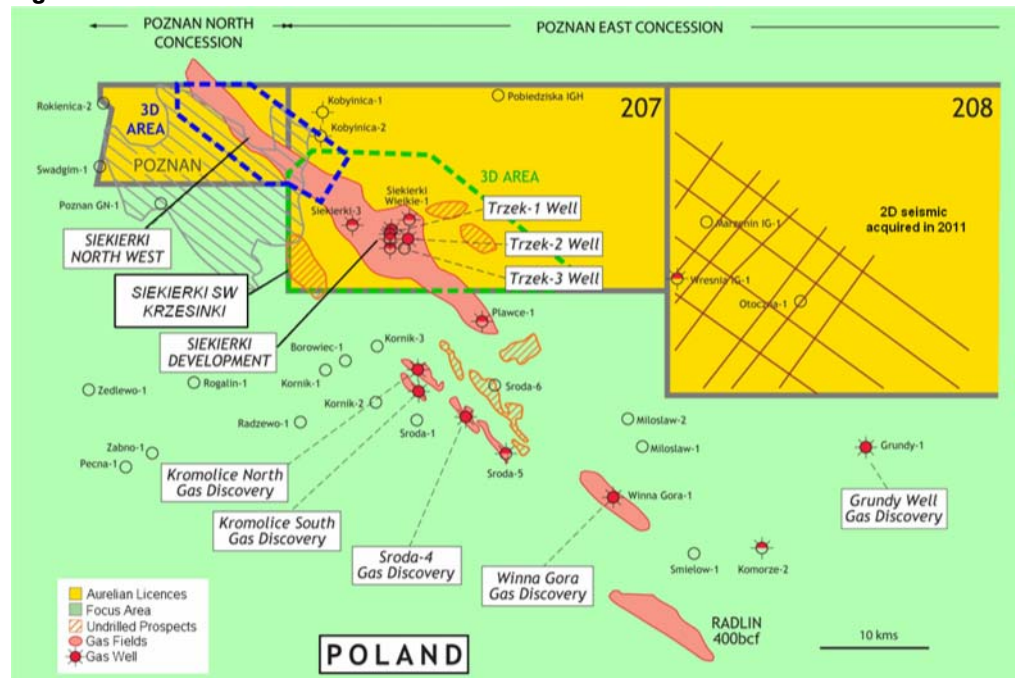 POZNAN NORTH
CONCESSION
POZNAN EAST CONCESSION
Rokienica-2
3D
AREA
Kobyinica-1
Kobyinica-2
Pobiedziska IGH
207
208
POZNAN
Swadgim-1
3D AREA
Poznan GN-1
Siekierki-3
Siekierki
Wielkie-1
Trzek-1 Well
Trzek-2 Well
Trzek-3 Well
Marzenin IG-1
2D seismic
acquired in 2011
SIEKIERKI
NORTH WEST
SIEKIERKI SW
KRZESINKI
SIEKIERKI
DEVELOPMENT
Wresnia IG-1
Otoczna-1
Plawce-1
Borowiec-1
Kornik-3
Zedlewo-1
Rogalin-1
Kornik-1
Sroda-6
Kornik-2
Radzewo-1
Sroda-1
Miloslaw-2
Zabno-1
Pecna-1
Miloslaw-1
Grundy-1
Sroda-5
Kromolice North
Gas Discovery
Kromolice South
Gas Discovery
Winna Gora-1
Grundy Well
Gas Discovery
Sroda-4
Gas Discovery
Winna Gora
Gas Discovery
Smielow-1
Komorze-2
Aurelian Licences
Focus Area
Undrilled Prospects
Gas Fields
Gas Well
POLAND
RADLIN
400bcf
10 kms